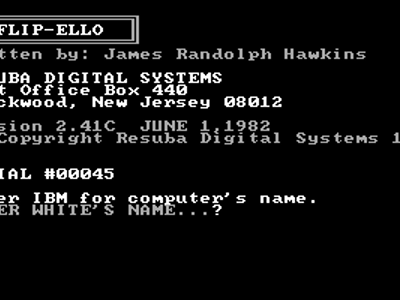 FLIP-ELLO
tten by: James Randolph Hawkins
UBA DIGITAL SYSTEMS
t Office Box 440
ckwood, New Jersey 08012
sion 2.41C JUNE 1,1982
Copyright Resuba Digital Systems 1
IAL #00045
er IBM for computer's name.
ER WHITE'S NAME...?